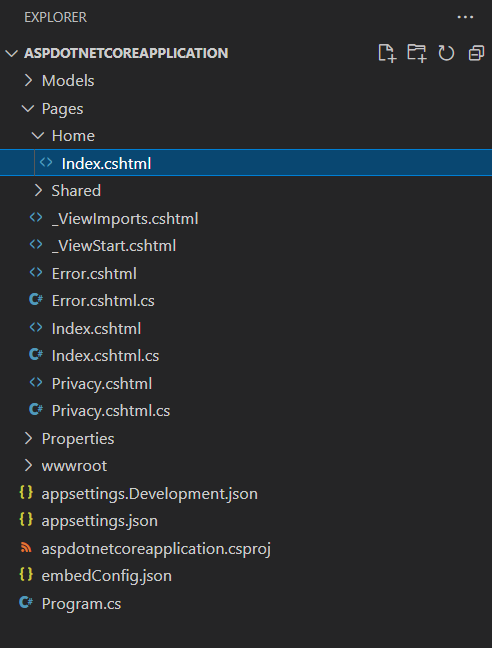 EXPLORER
ASPDOTNETCOREAPPLICATION
Models
Pages
Home
Index.cshtml
Shared
_ViewImports.cshtml
_ViewStart.cshtml
Error.cshtml
C# Error.cshtml.cs
Index.cshtml
C# Index.cshtml.cs
Privacy.cshtml
C# Privacy.cshtml.cs
Properties
wwwroot
{} appsettings.Development.json
{} appsettings.json
aspdotnetcoreapplication.csproj
{} embedConfig.json
C# Program.cs